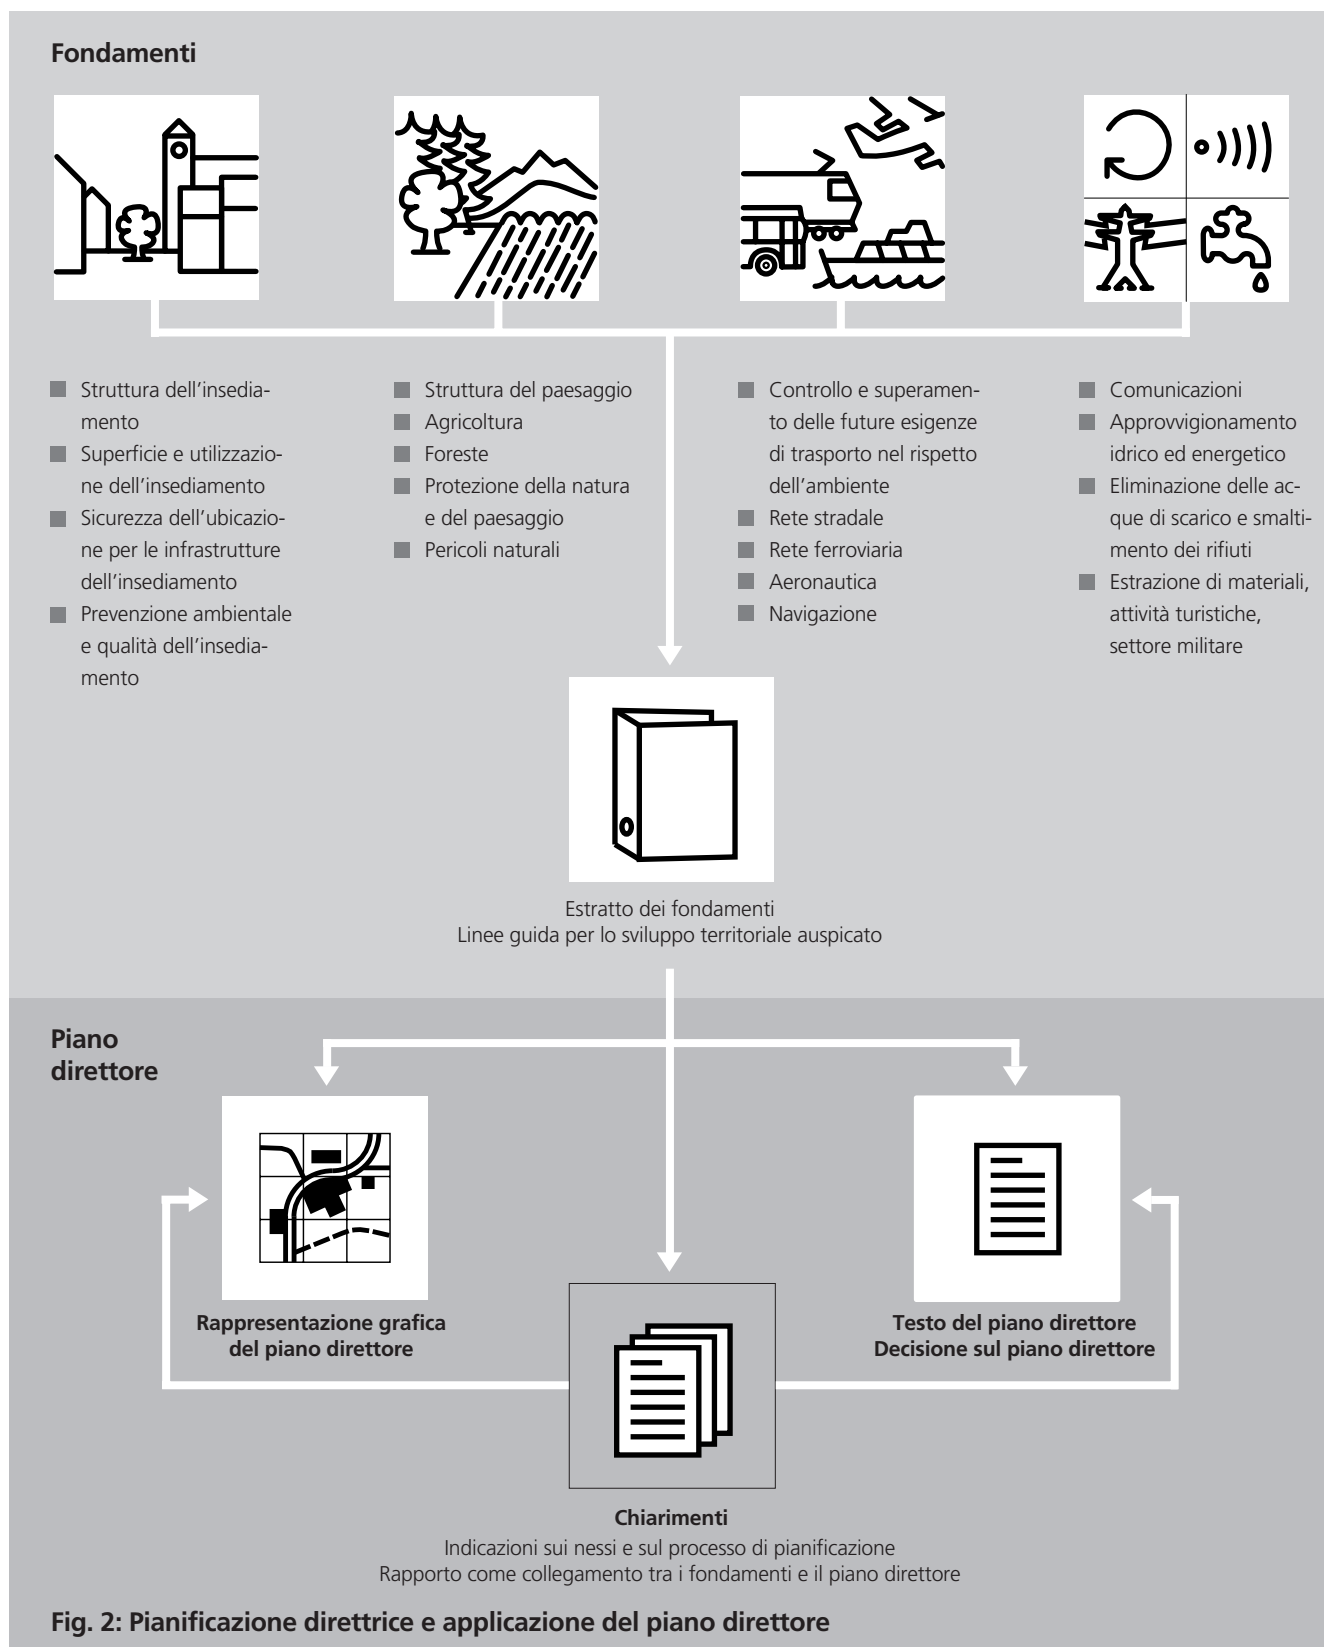 Fondamenti
Struttura dell'insedia-
mento
Superficie e utilizzazio-
ne dell'insediamento
Sicurezza dell'ubicazio-
ne per le infrastrutture
dell'insediamento
Prevenzione ambientale
e qualità dell'insedia-
mento
Struttura del paesaggio
Agricoltura
Foreste
Protezione della natura
e del paesaggio
Pericoli naturali
Controllo e superamen-
to delle future esigenze
di trasporto nel rispetto
dell'ambiente
Rete stradale
Rete ferroviaria
Aeronautica
Navigazione
Comunicazioni
Approvvigionamento
idrico ed energetico
Eliminazione delle ac-
que di scarico e smalti-
mento dei rifiuti
Estrazione di materiali,
attività turistiche,
settore militare
Estratto dei fondamenti
Linee guida per lo sviluppo territoriale auspicato
Piano
direttore
Rappresentazione grafica
del piano direttore
Testo del piano direttore
Decisione sul piano direttore
Chiarimenti
Indicazioni sui nessi e sul processo di pianificazione
Rapporto come collegamento tra i fondamenti e il piano direttore
Fig. 2: Pianificazione direttrice e applicazione del piano direttore